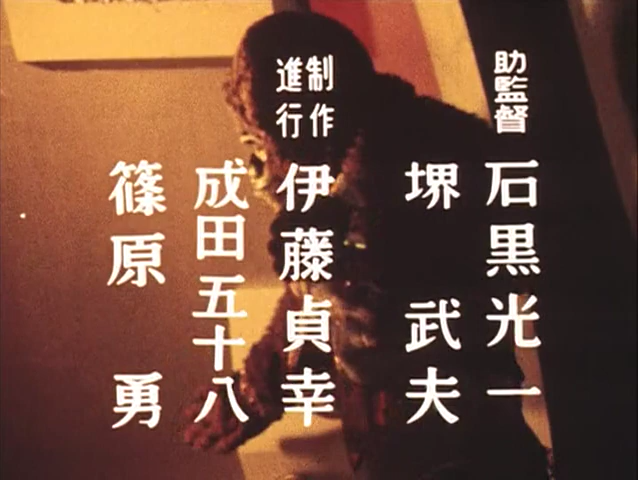 助監督 石黒光一
堺 武夫
制作進行 伊藤貞幸
成田五十八
篠原 勇